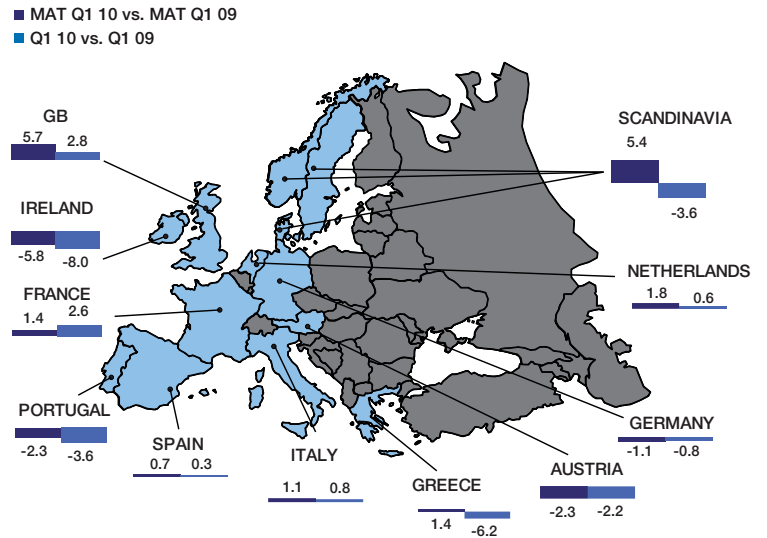 MAT Q1 10 vs. MAT Q1 09
Q1 10 vs. Q1 09
GB
5.7 2.8
SCANDINAVIA
5.4
-3.6
IRELAND
-5.8 -8.0
NETHERLANDS
1.8 0.6
FRANCE
1.4 2.6
PORTUGAL
-2.3 -3.6
SPAIN
0.7 0.3
ITALY
1.1 0.8
GREECE
1.4 -6.2
AUSTRIA
-2.3 -2.2
GERMANY
-1.1 -0.8